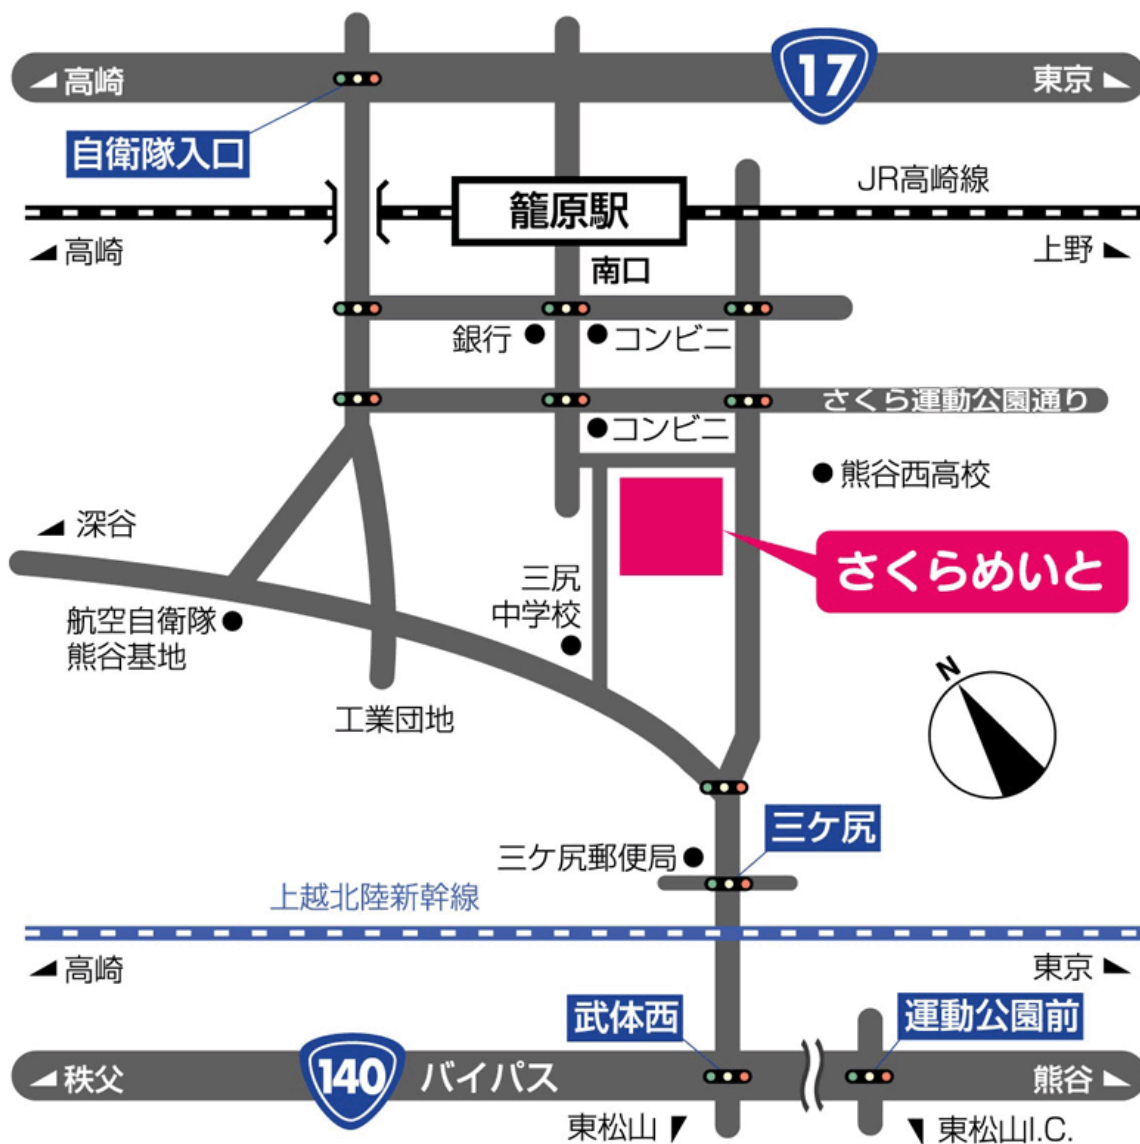 17
高崎
東京
自衛隊入口
JR高崎線
籠原駅
高崎
上野
南口
銀行
コンビニ
さくら運動公園通り
コンビニ
熊谷西高校
深谷
さくらめいと
三尻
中学校
航空自衛隊
熊谷基地
N
工業団地
三ケ尻
三ケ尻郵便局
上越北陸新幹線
高崎
東京
武体西
運動公園前
秩父
140
バイパス
熊谷
東松山
東松山I.C.